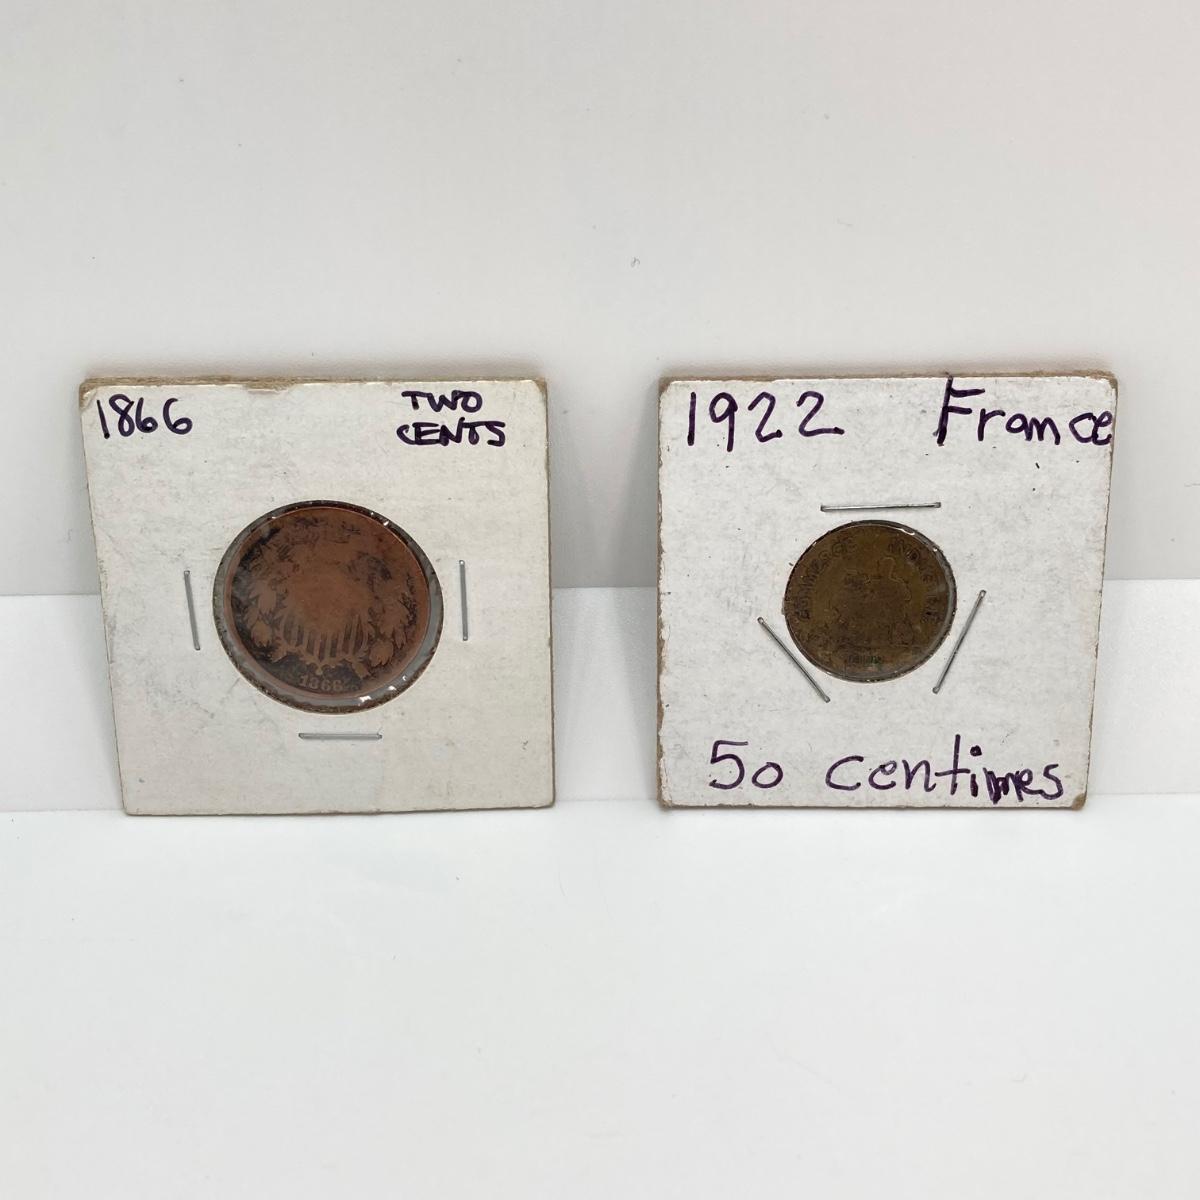 1866
TWO
CENTS
1866
1922 France
COMMERCE INDUSTRIE
50 centimes